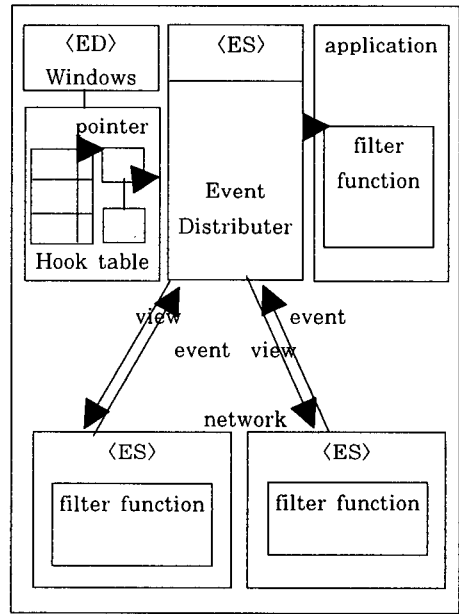 〈ED〉
Windows
〈ES〉
application
pointer
Hook table
Event
Distributer
filter
function
view
event
event
view
network
〈ES〉
filter function
〈ES〉
filter function